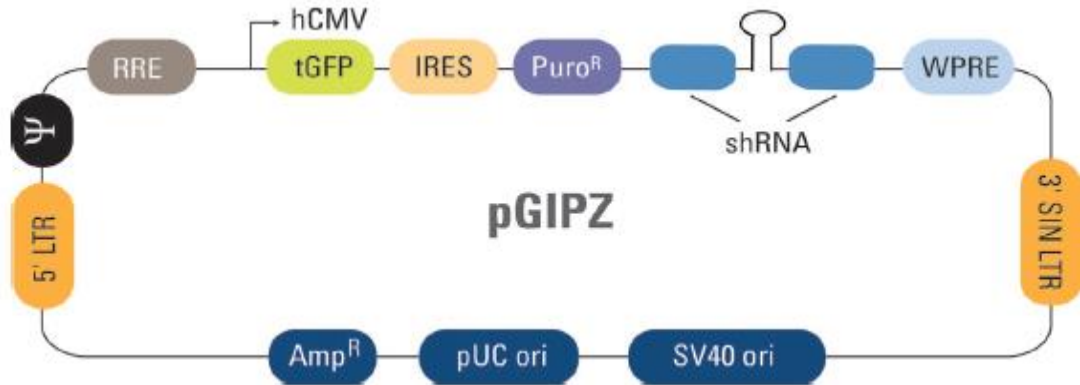 hCMV
RRE
tGFP
IRES
Puroᴿ
WPRE
shRNA
Ψ
5' LTR
pGIPZ
3' SIN LTR
Ampᴿ
pUC ori
SV40 ori